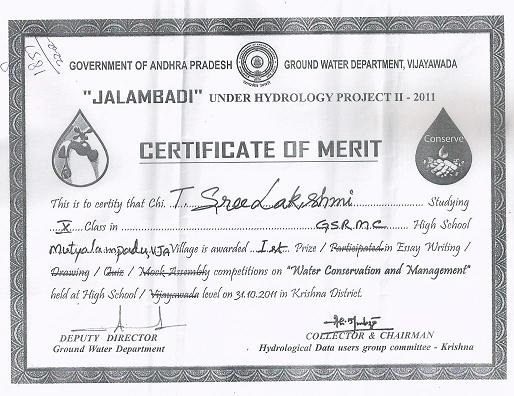 GOVERNMENT OF ANDHRA PRADESH GROUND WATER DEPARTMENT, VIJAYAWADA
"JALAMBADI" UNDER HYDROLOGY PROJECT II - 2011
Conserve
CERTIFICATE OF MERIT
This is to certify that Chi. T. Sree Lakshmi Studying
X Class in G.S.R.M.C. High School
Mutyalampadu, VJA Village is awarded Ist Prize / Participated in Essay Writing /
Drawing / Quiz / Mock Assembly competitions on "Water Conservation and Management"
held at High School / Vijayawada level on 31.10.2011 in Krishna District.
DEPUTY DIRECTOR
Ground Water Department
COLLECTOR & CHAIRMAN
Hydrological Data users group committee - Krishna